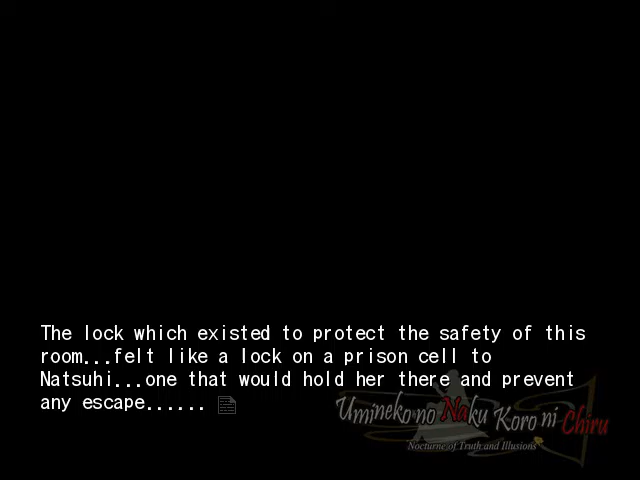 The lock which existed to protect the safety of this
room...felt like a lock on a prison cell to
Natsuhi...one that would hold her there and prevent
any escape......
Umineko no Naku Koro ni Chiru
Nocturne of Truth and Illusions